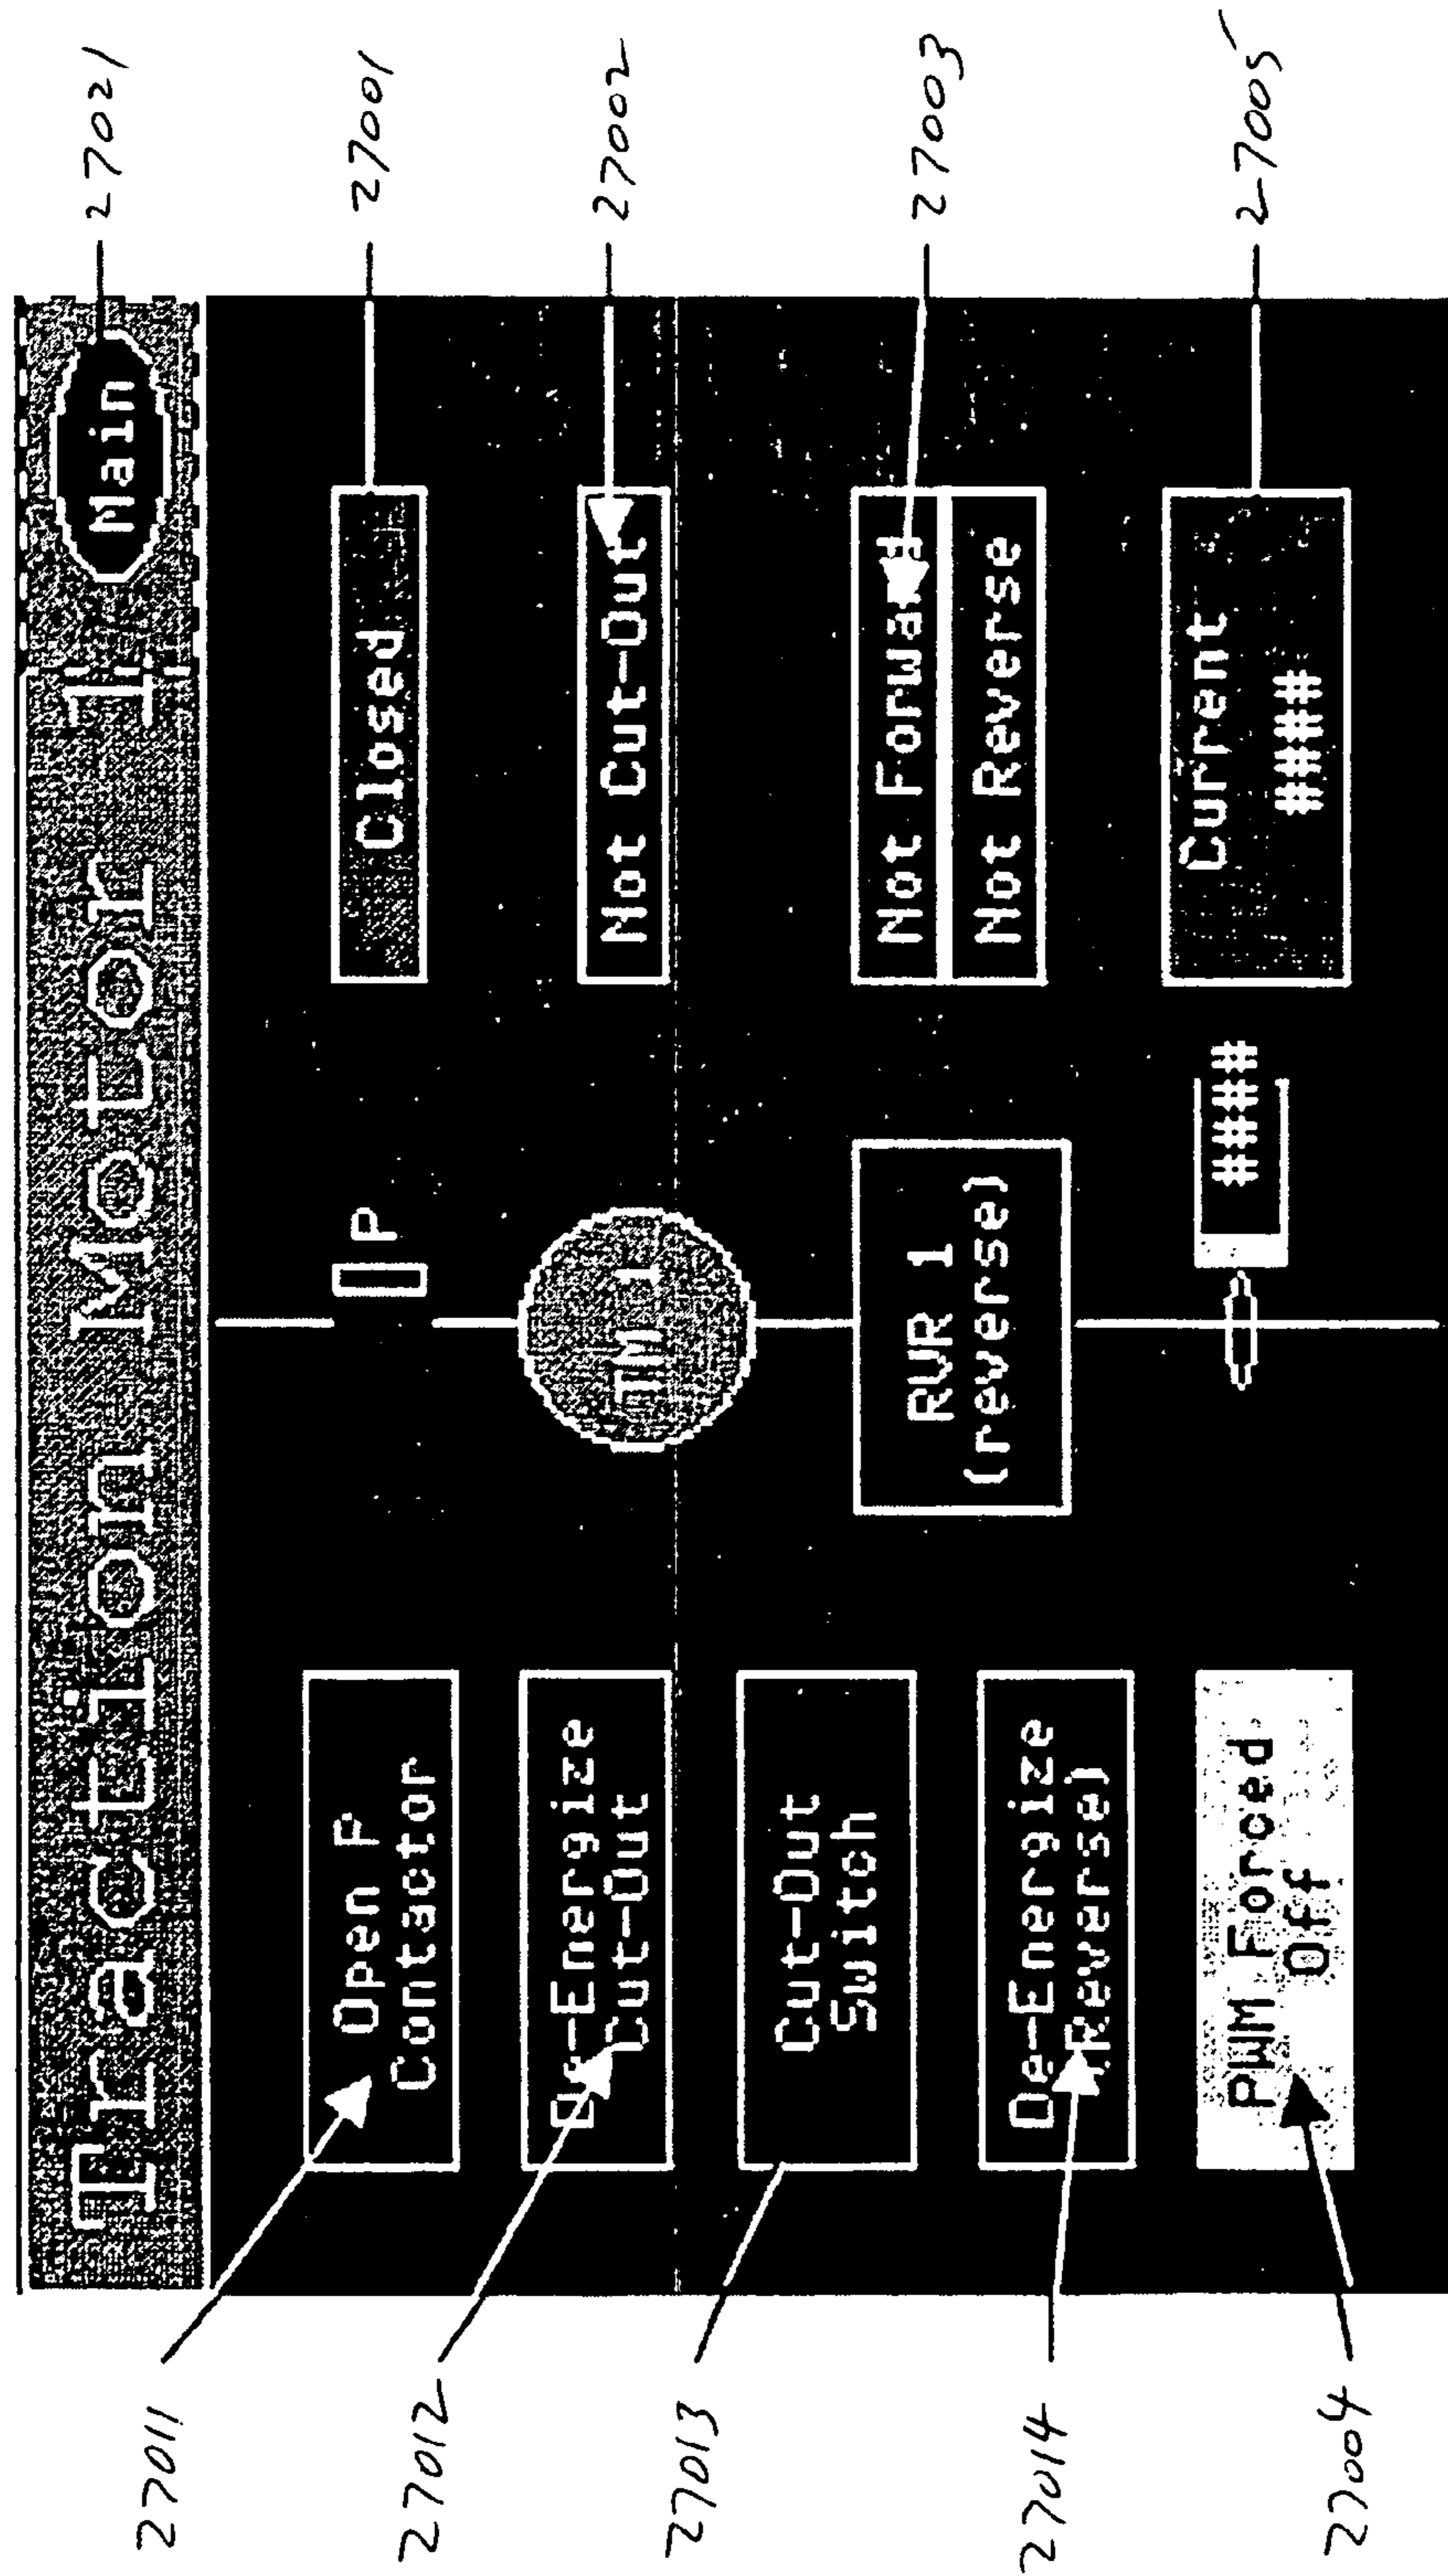 Traction Motor 1
Main
27021
27011
Open P
Contactor
P
Closed
27001
27012
De-Energize
Cut-Out
TM 1
Not Cut-Out
27002
27013
Cut-Out
Switch
27014
De-Energize
(Reverse)
RVR 1
(reverse)
Not Forward
Not Reverse
27003
27004
PWM Forced
Off
####
Current
####
27005